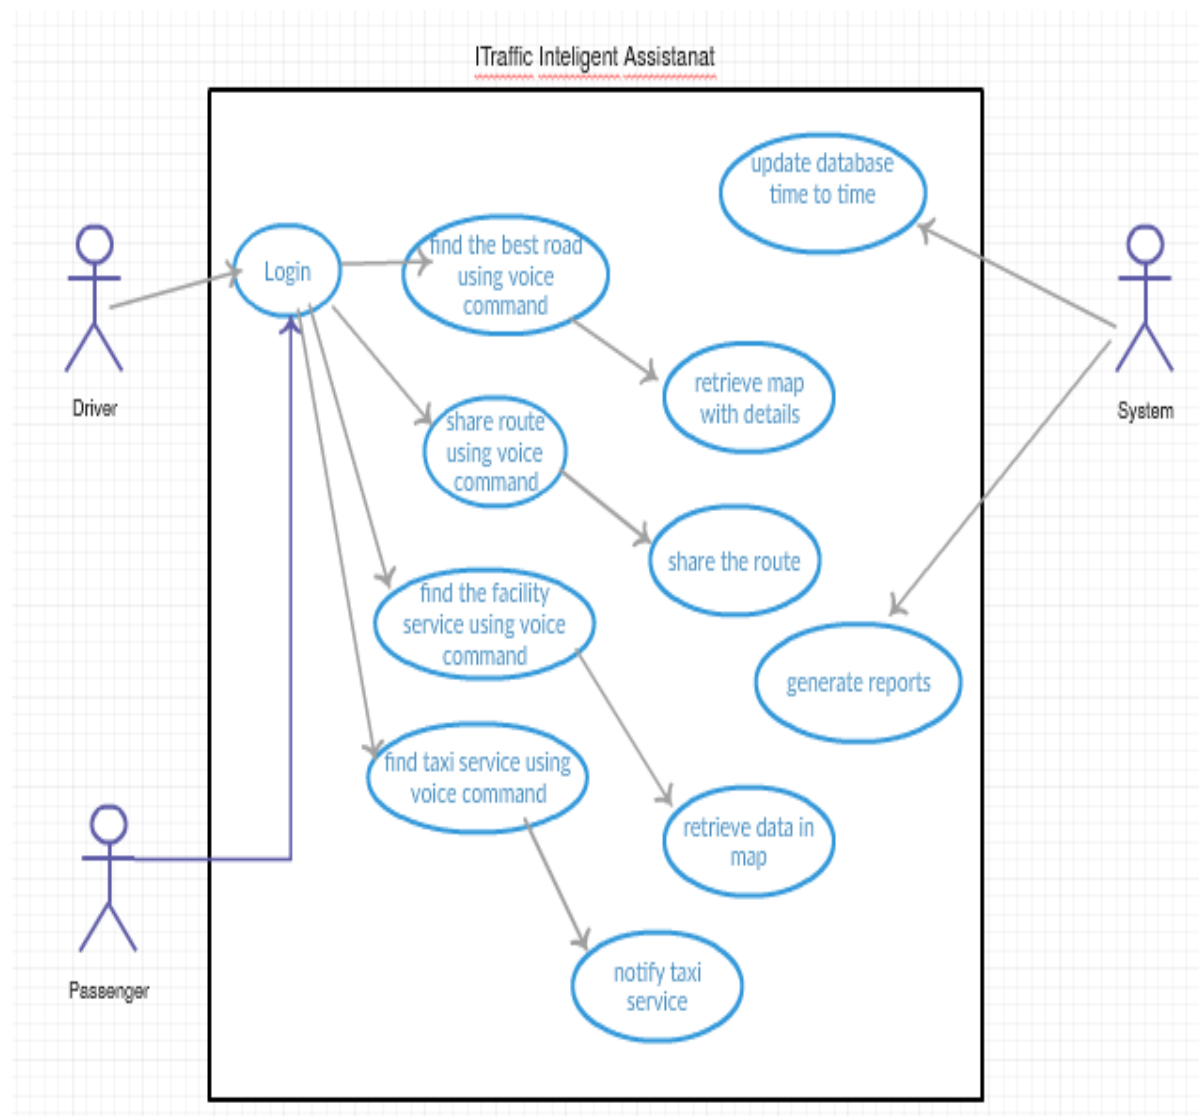 ITraffic Inteligent Assistanat
update database
time to time
find the best road
using voice
command
Login
Driver
System
retrieve map
with details
share route
using voice
command
share the route
find the facility
service using voice
command
generate reports
find taxi service using
voice command
retrieve data in
map
notify taxi
service
Passenger